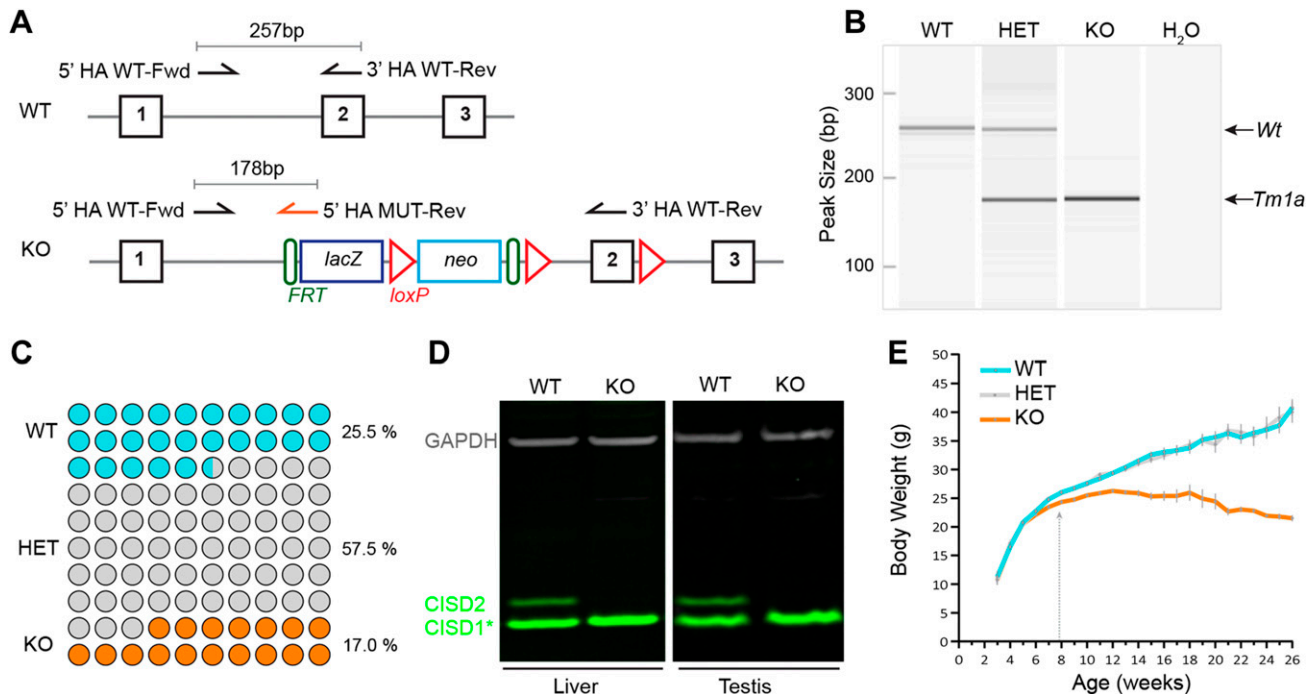 A
257bp
5’ HA WT-Fwd
3’ HA WT-Rev
WT
1
2
3
178bp
5’ HA WT-Fwd
5’ HA MUT-Rev
3’ HA WT-Rev
KO
1
lacZ
neo
2
3
FRT
loxP
B
WT HET KO H₂O
Peak Size (bp)
300
200
100
Wt
Tm1a
C
WT
25.5 %
HET
57.5 %
KO
17.0 %
D
WT KO WT KO
GAPDH
CISD2
CISD1*
Liver
Testis
E
Body Weight (g)
50
45
40
35
30
25
20
15
10
5
0
WT
HET
KO
0 2 4 6 8 10 12 14 16 18 20 22 24 26
Age (weeks)